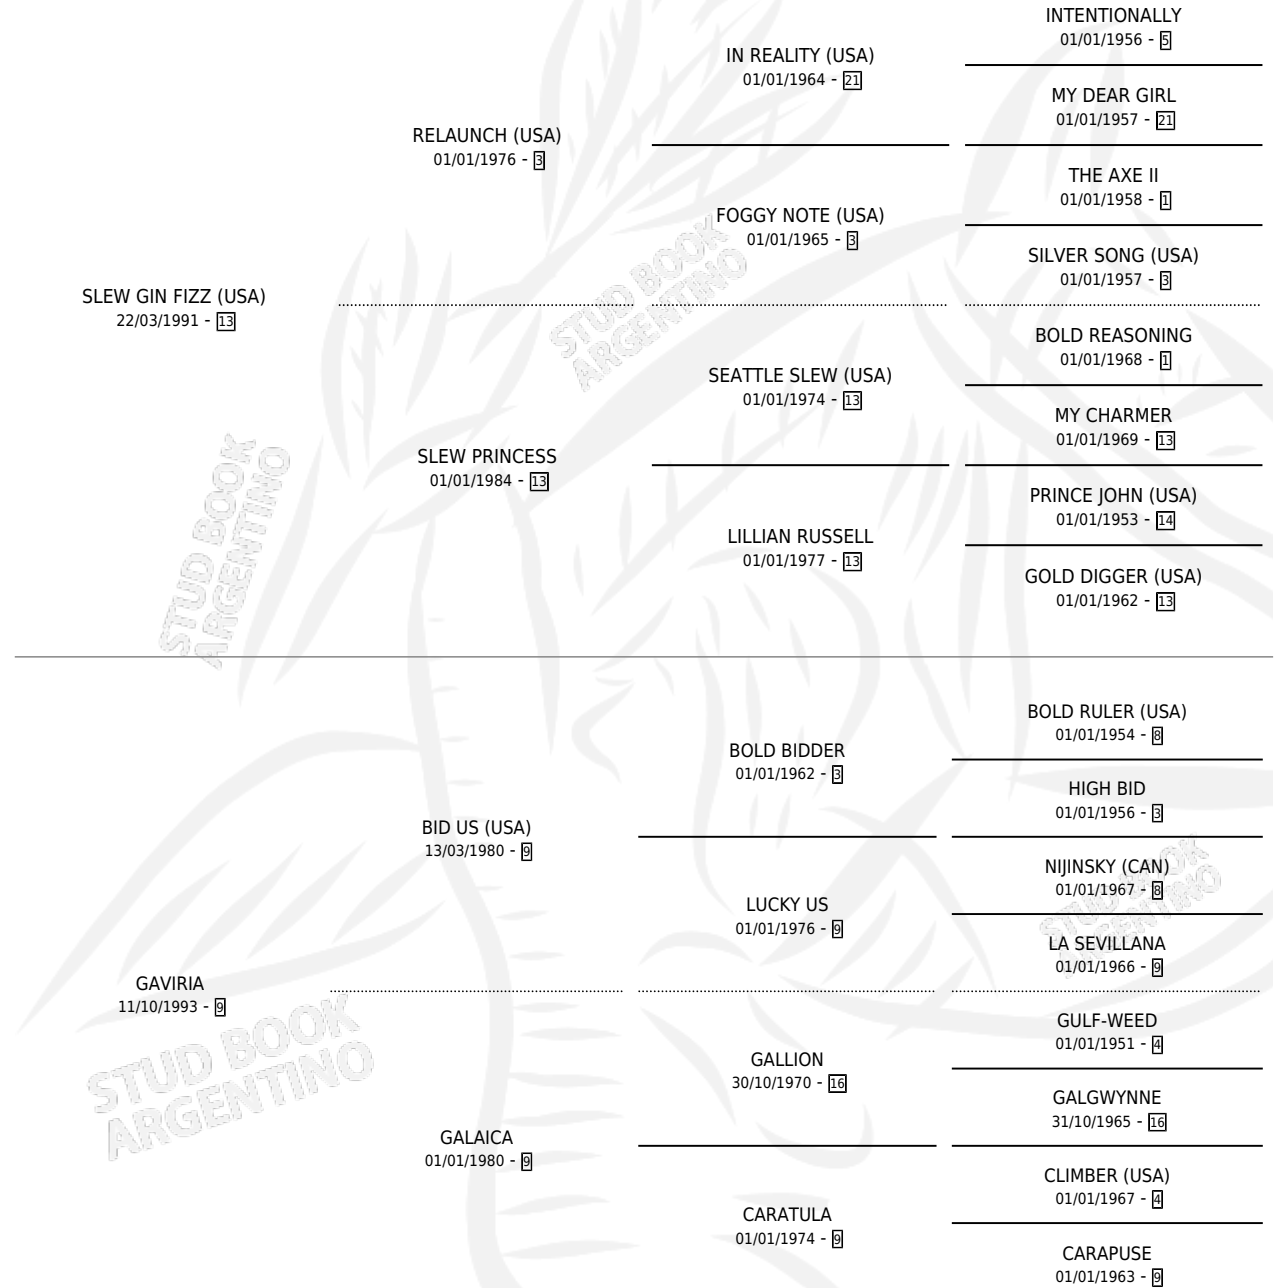 INTENTIONALLY
01/01/1956 - 5
IN REALITY (USA)
01/01/1964 - 21
MY DEAR GIRL
01/01/1957 - 21
RELAUNCH (USA)
01/01/1976 - 3
THE AXE II
01/01/1958 - 1
FOGGY NOTE (USA)
01/01/1965 - 3
SILVER SONG (USA)
01/01/1957 - 3
SLEW GIN FIZZ (USA)
22/03/1991 - 13
BOLD REASONING
01/01/1968 - 1
SEATTLE SLEW (USA)
01/01/1974 - 13
MY CHARMER
01/01/1969 - 13
SLEW PRINCESS
01/01/1984 - 13
PRINCE JOHN (USA)
01/01/1953 - 14
LILLIAN RUSSELL
01/01/1977 - 13
GOLD DIGGER (USA)
01/01/1962 - 13
BOLD RULER (USA)
01/01/1954 - 8
BOLD BIDDER
01/01/1962 - 3
HIGH BID
01/01/1956 - 3
BID US (USA)
13/03/1980 - 9
NIJINSKY (CAN)
01/01/1967 - 8
LUCKY US
01/01/1976 - 9
LA SEVILLANA
01/01/1966 - 9
GAVIRIA
11/10/1993 - 9
GULF-WEED
01/01/1951 - 4
GALLION
30/10/1970 - 16
GALGWYNNE
31/10/1965 - 16
GALAICA
01/01/1980 - 9
CLIMBER (USA)
01/01/1967 - 4
CARATULA
01/01/1974 - 9
CARAPUSE
01/01/1963 - 9
STUD BOOK
ARGENTINO
STUD BOOK
ARGENTINO
STUD BOOK
ARGENTINO
STUD BOOK
ARGENTINO